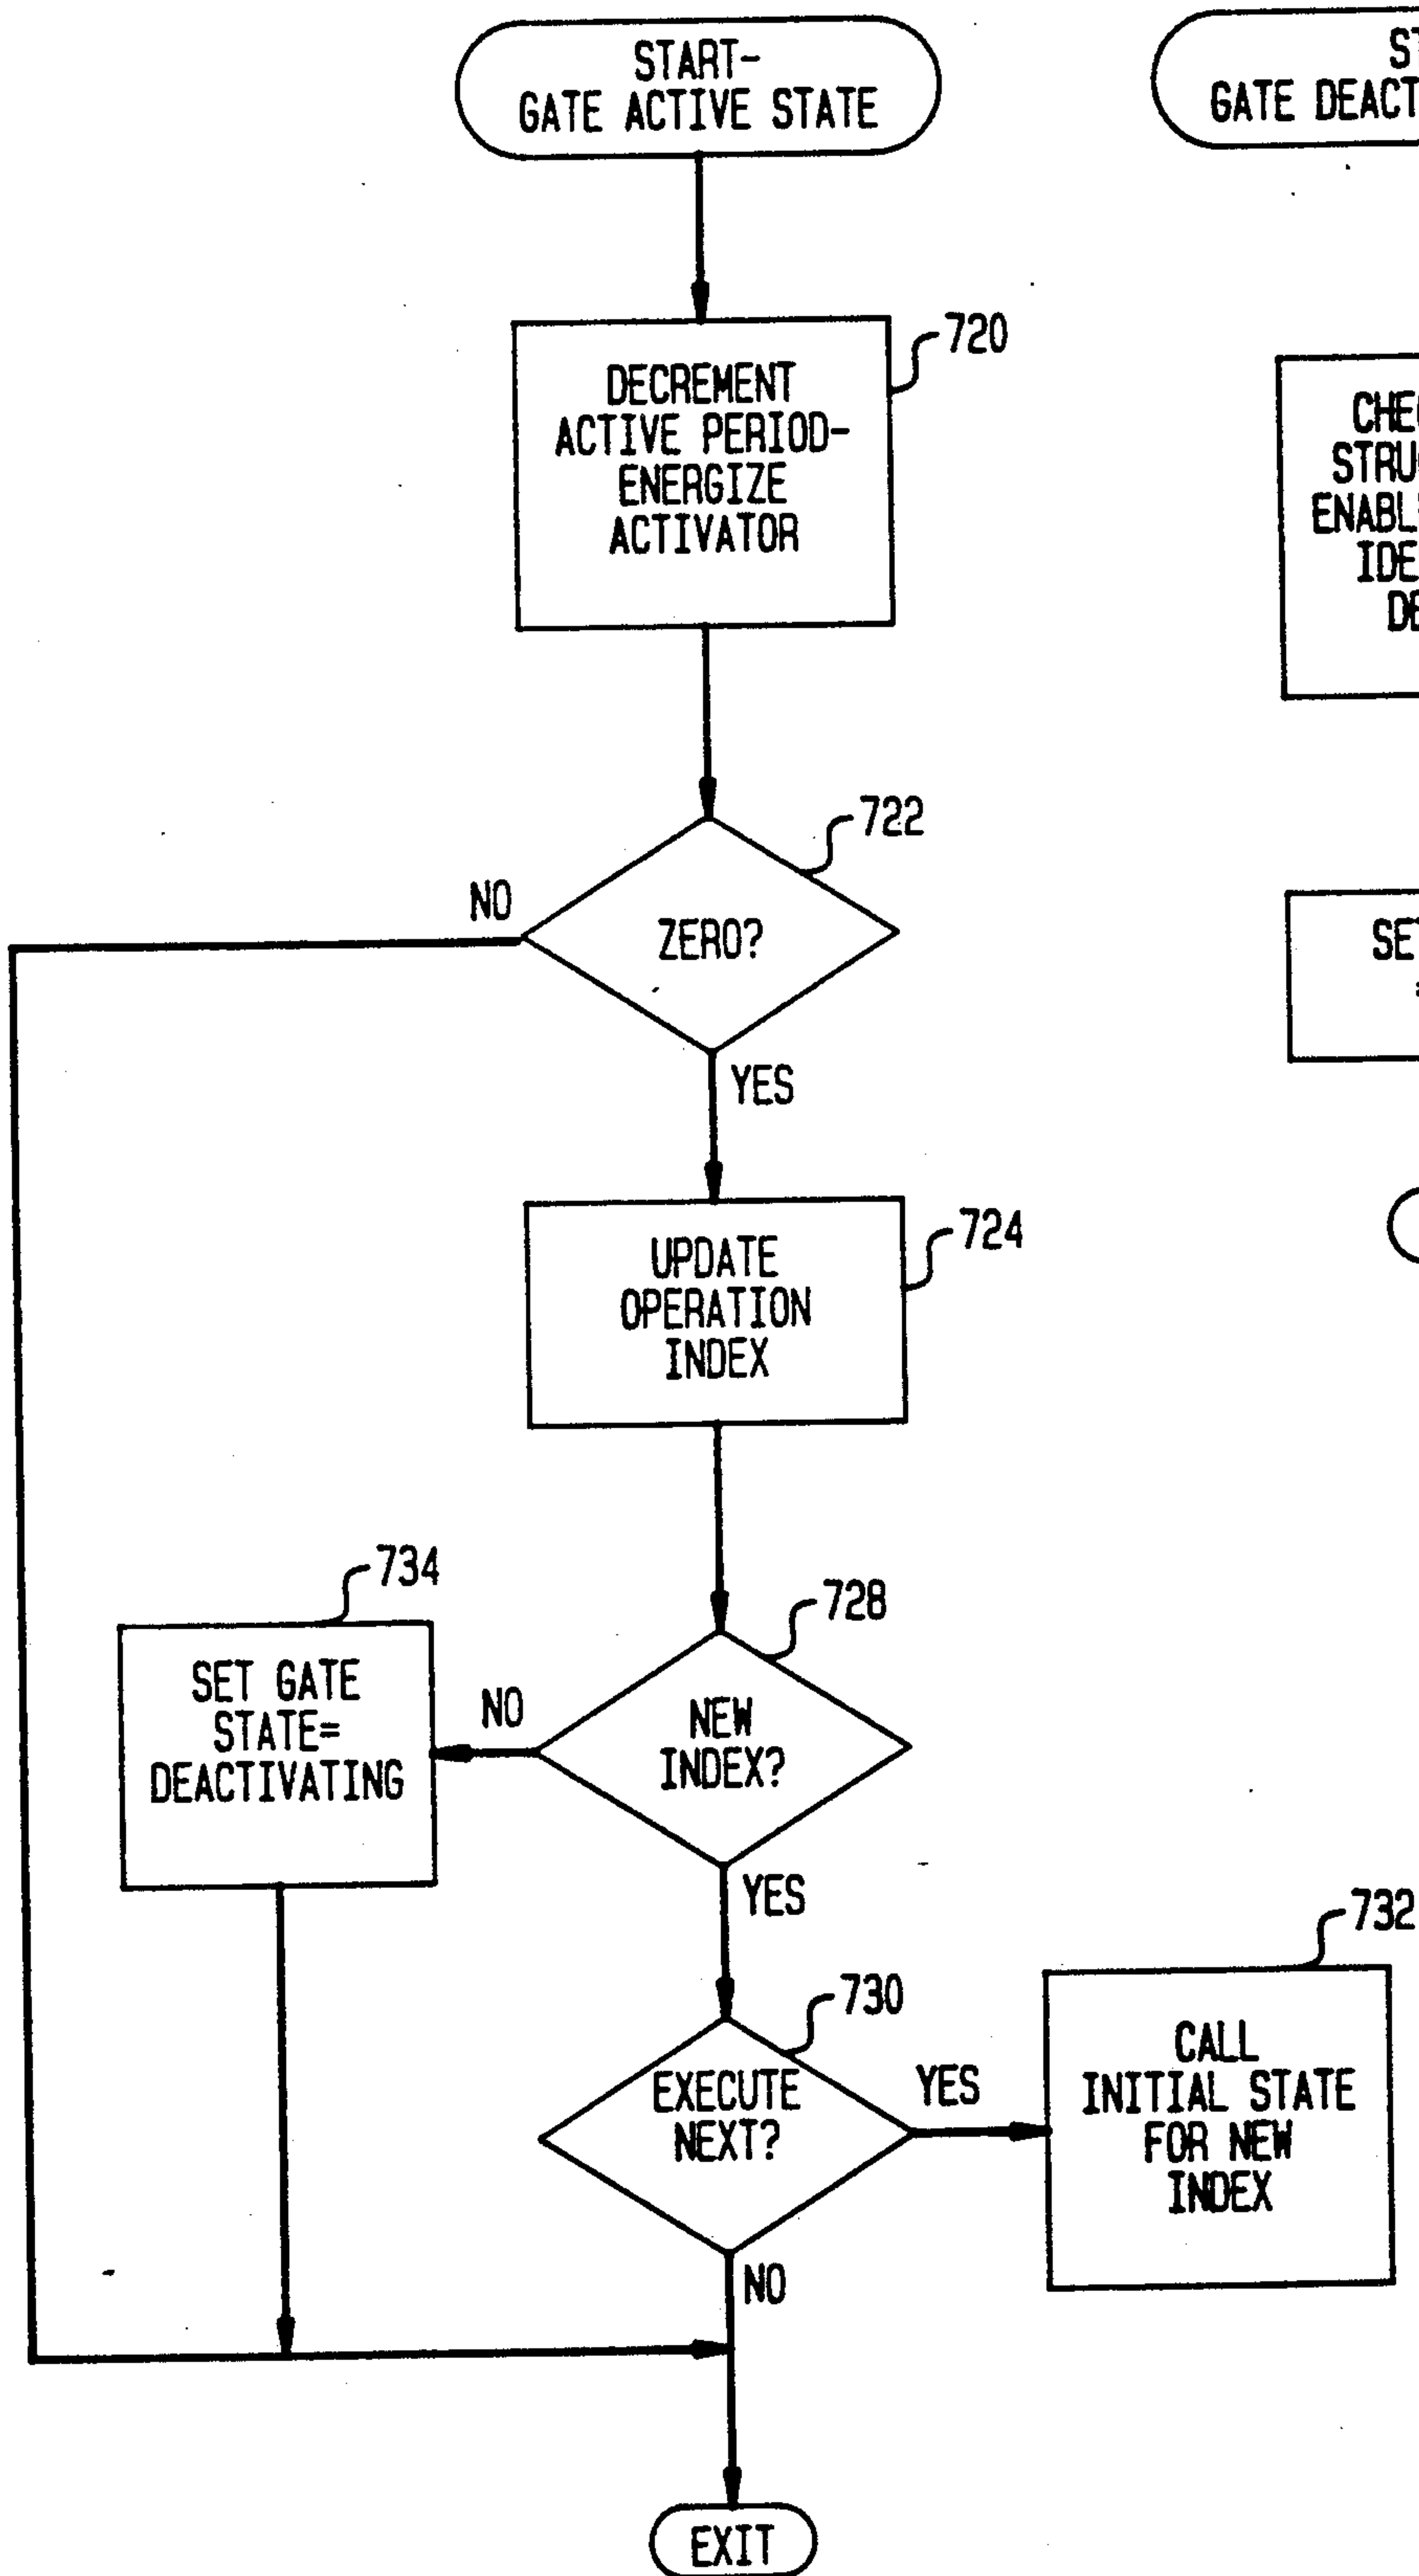 START-
GATE ACTIVE STATE
720
DECREMENT
ACTIVE PERIOD-
ENERGIZE
ACTIVATOR
722
NO
ZERO?
YES
724
UPDATE
OPERATION
INDEX
734
SET GATE
STATE=
DEACTIVATING
728
NO
NEW
INDEX?
YES
730
EXECUTE
NEXT?
YES
732
CALL
INITIAL STATE
FOR NEW
INDEX
NO
EXIT
GATE
SET